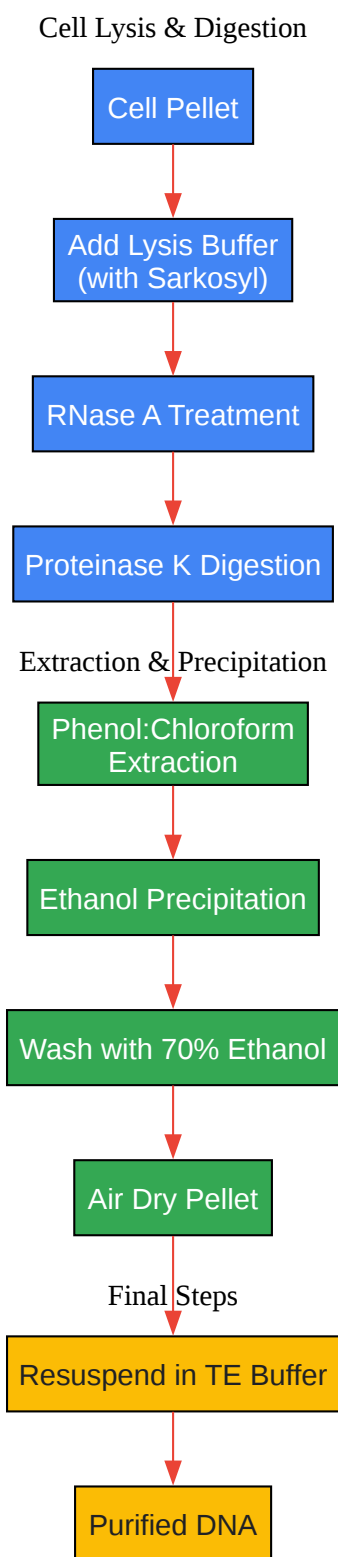 Cell Lysis & Digestion
Cell Pellet
Add Lysis Buffer
(with Sarkosyl)
RNase A Treatment
Proteinase K Digestion
Extraction & Precipitation
Phenol:Chloroform
Extraction
Ethanol Precipitation
Wash with 70% Ethanol
Air Dry Pellet
Final Steps
Resuspend in TE Buffer
Purified DNA